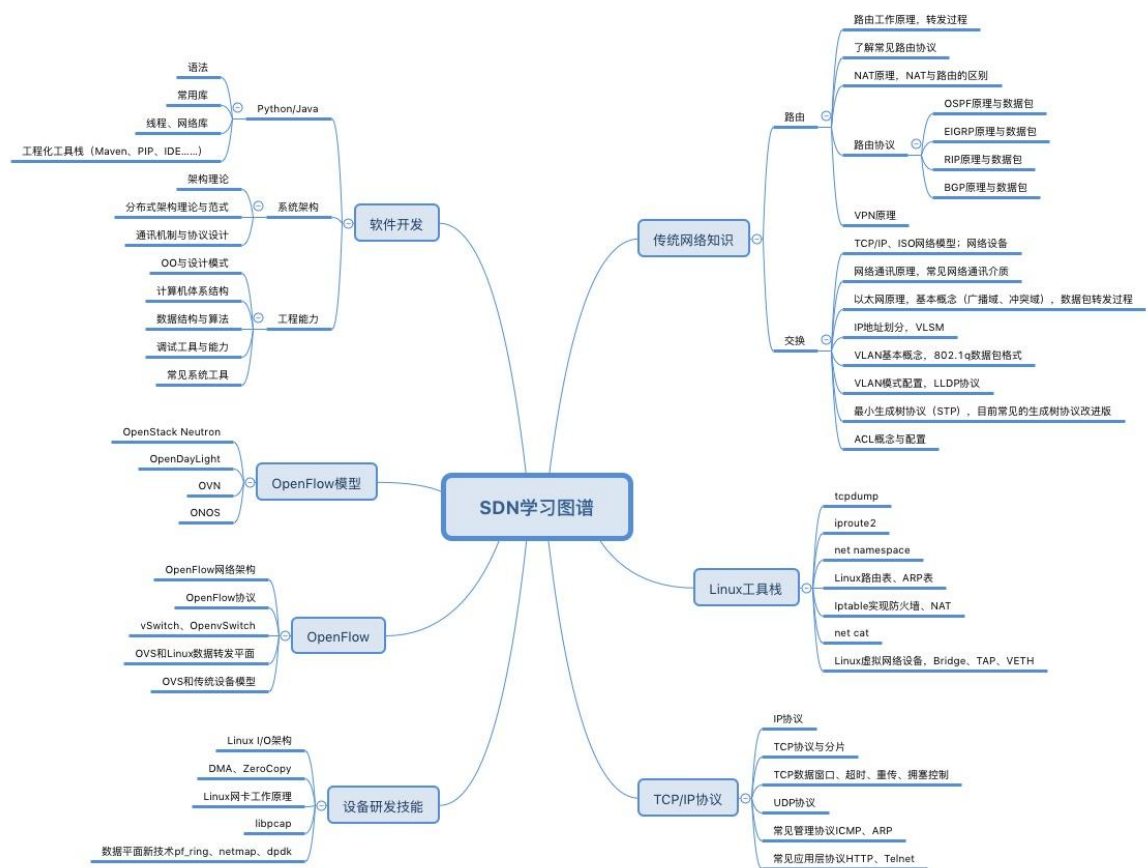 SDN学习图谱
软件开发
Python/Java
语法
常用库
线程、网络库
工程化工具栈（Maven、PIP、IDE……）
系统架构
架构理论
分布式架构理论与范式
通讯机制与协议设计
工程能力
OO与设计模式
计算机体系结构
数据结构与算法
调试工具与能力
常见系统工具
OpenFlow模型
OpenStack Neutron
OpenDayLight
OVN
ONOS
OpenFlow
OpenFlow网络架构
OpenFlow协议
vSwitch、OpenvSwitch
OVS和Linux数据转发平面
OVS和传统设备模型
设备研发技能
Linux I/O架构
DMA、ZeroCopy
Linux网卡工作原理
libpcap
数据平面新技术pf_ring、netmap、dpdk
传统网络知识
路由
路由工作原理，转发过程
了解常见路由协议
NAT原理，NAT与路由的区别
路由协议
OSPF原理与数据包
EIGRP原理与数据包
RIP原理与数据包
BGP原理与数据包
VPN原理
交换
TCP/IP、ISO网络模型；网络设备
网络通讯原理，常见网络通讯介质
以太网原理，基本概念（广播域、冲突域），数据包转发过程
IP地址划分，VLSM
VLAN基本概念，802.1q数据包格式
VLAN模式配置，LLDP协议
最小生成树协议（STP），目前常见的生成树协议改进版
ACL概念与配置
Linux工具栈
tcpdump
iproute2
net namespace
Linux路由表、ARP表
Iptable实现防火墙、NAT
net cat
Linux虚拟网络设备，Bridge、TAP、VETH
TCP/IP协议
IP协议
TCP协议与分片
TCP数据窗口、超时、重传、拥塞控制
UDP协议
常见管理协议ICMP、ARP
常见应用层协议HTTP、Telnet